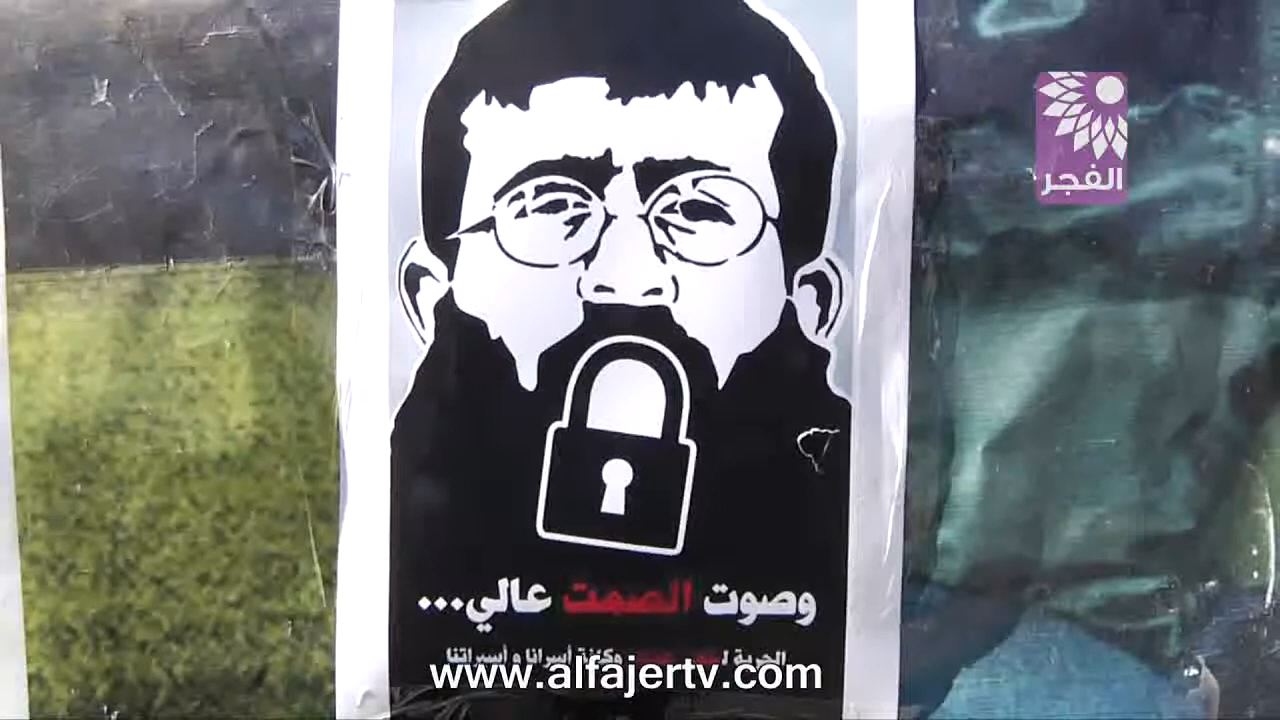 الفجر
وصوت الصمت عالي...
الحرية ل وكافة أسرانا و أسيراتنا
www.alfajertv.com